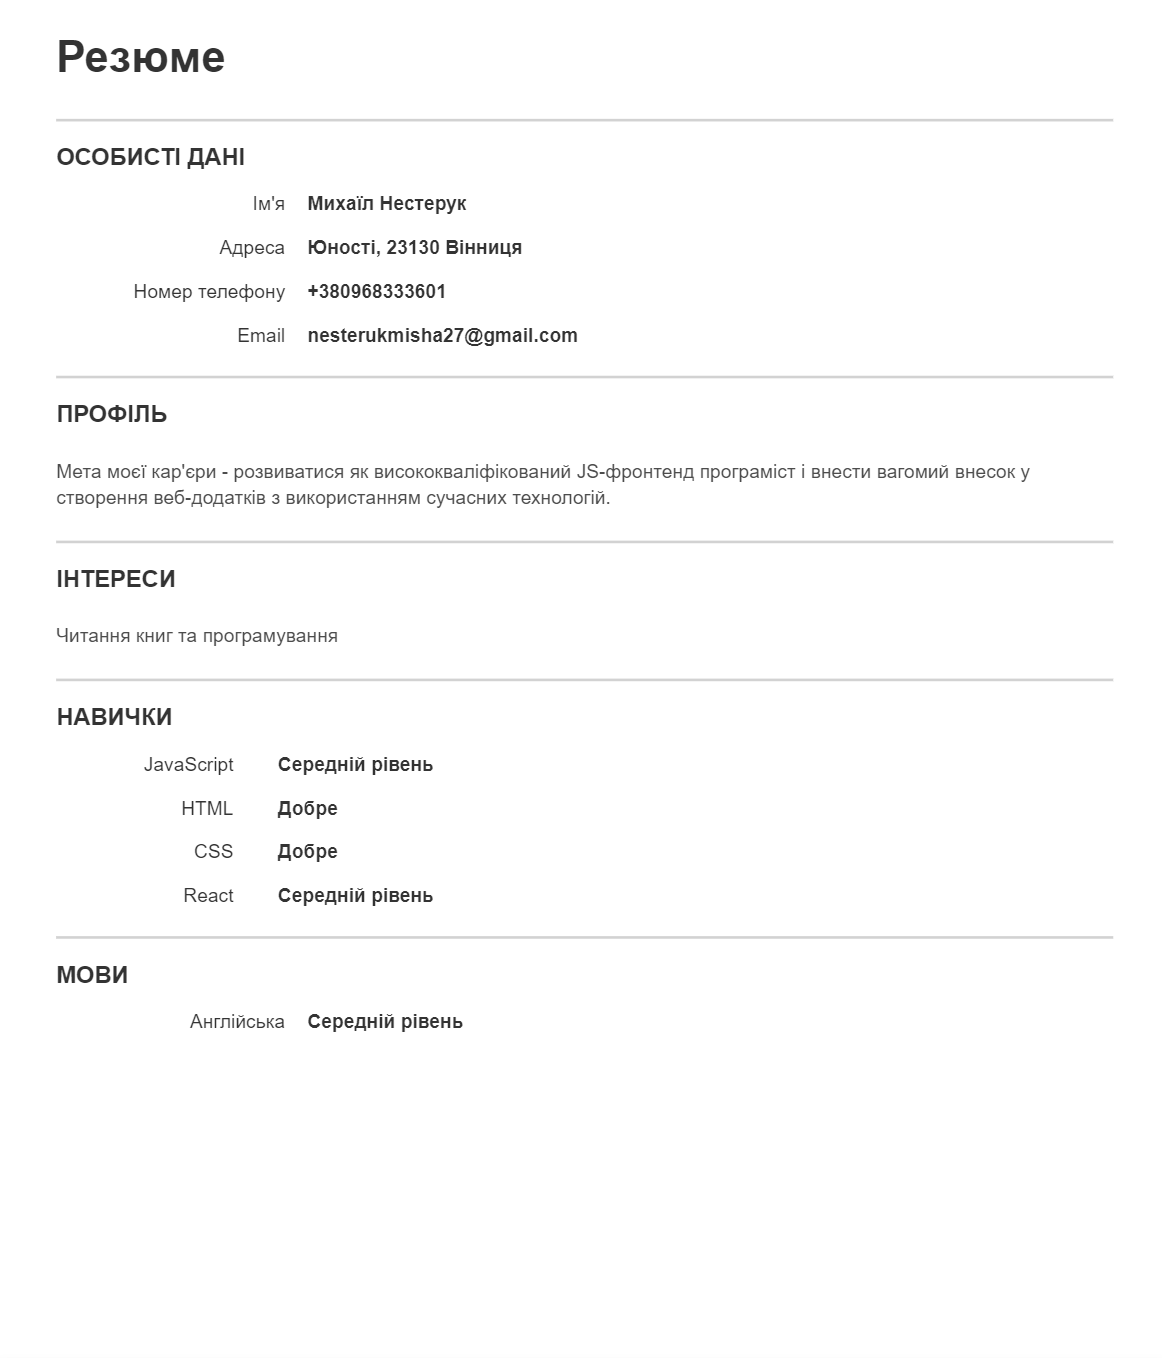 Резюме
ОСОБИСТІ ДАНІ
Ім'я Михаїл Нестерук
Адреса Юності, 23130 Вінниця
Номер телефону +380968333601
Email nesterukmisha27@gmail.com
ПРОФІЛЬ
Мета моєї кар'єри - розвиватися як висококваліфікований JS-фронтенд програміст і внести вагомий внесок у
створення веб-додатків з використанням сучасних технологій.
ІНТЕРЕСИ
Читання книг та програмування
НАВИЧКИ
JavaScript Середній рівень
HTML Добре
CSS Добре
React Середній рівень
МОВИ
Англійська Середній рівень